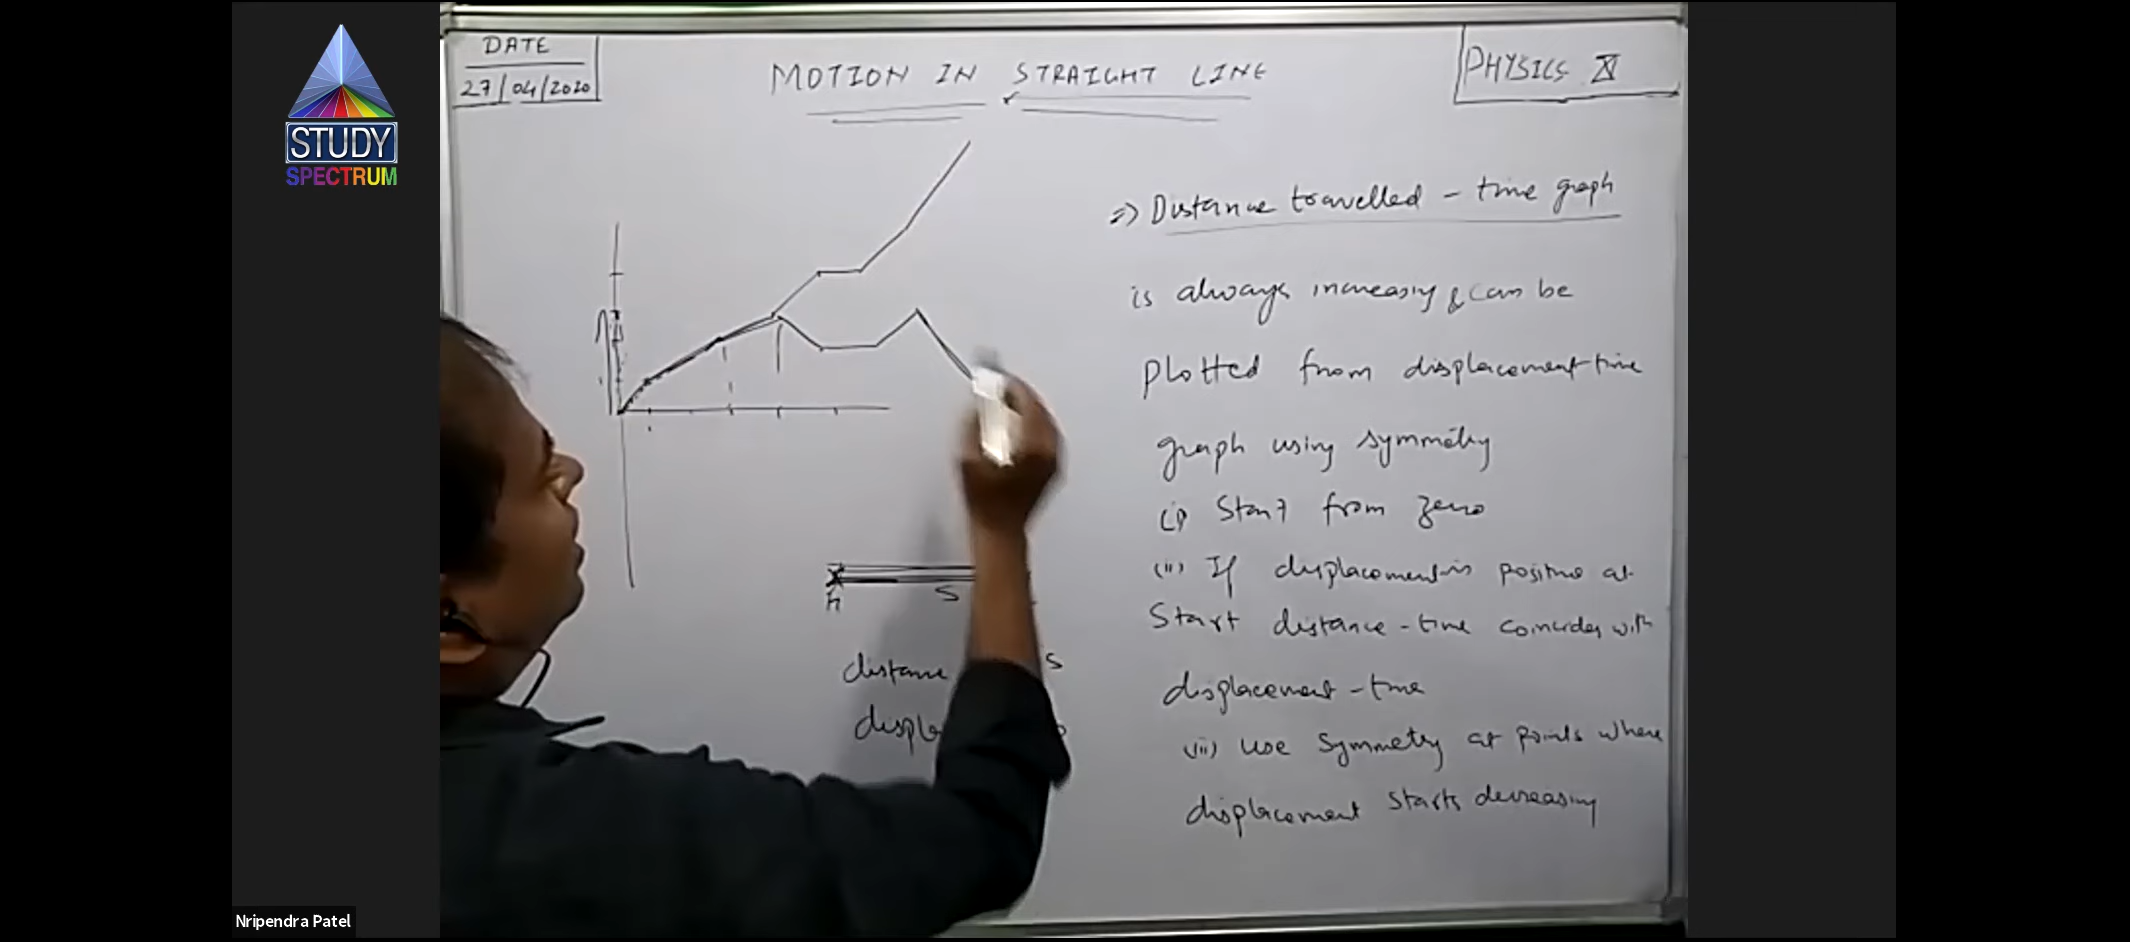 STUDY
SPECTRUM
DATE
27/04/2020
MOTION IN STRAIGHT LINE
PHYSICS XI
=> Distance travelled - time graph
is always increasing & can be
plotted from displacement time
graph using symmetry
(i) Start from zero
(ii) If displacement is positive at
start distance - time coincides with
displacement - time
(iii) use symmetry at points where
displacement starts decreasing
A
S
distance
S
displa
Nripendra Patel